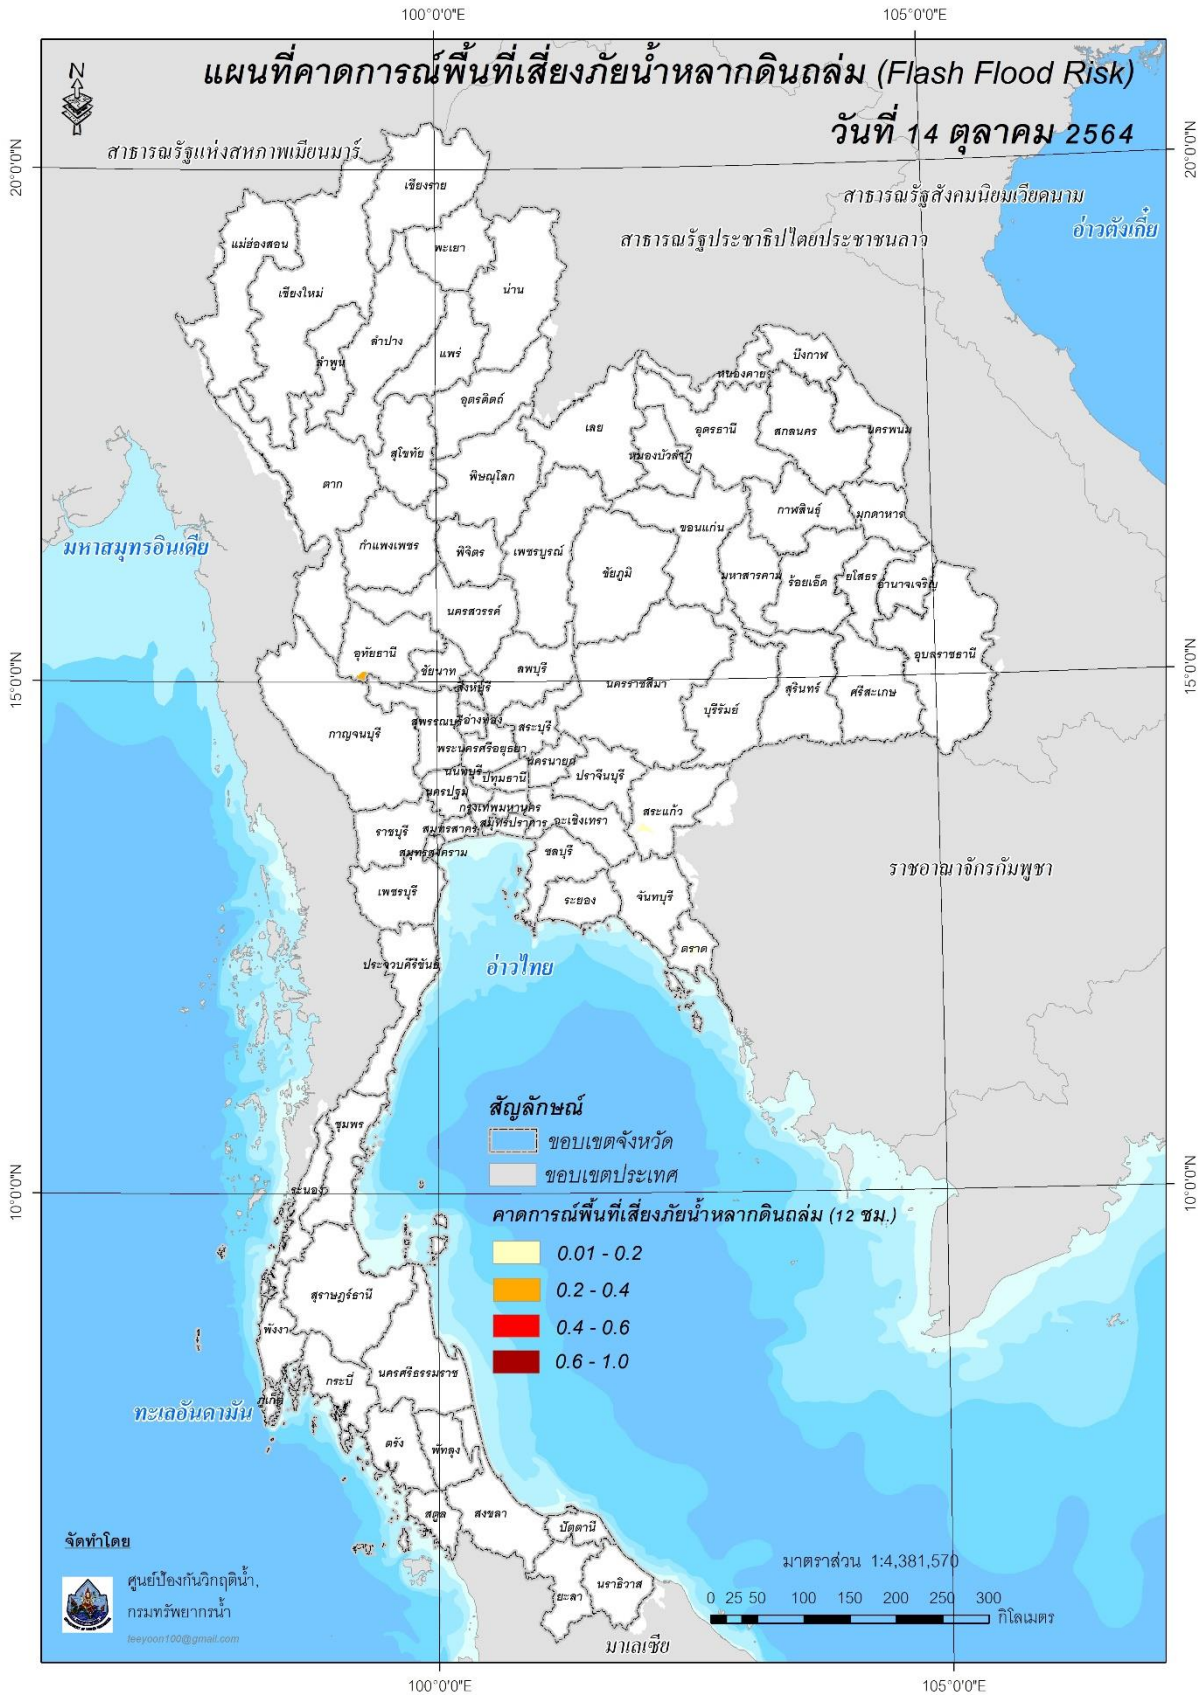 100°0'0"E
105°0'0"E
N
แผนที่คาดการณ์พื้นที่เสี่ยงภัยน้ำหลากดินถล่ม (Flash Flood Risk)
วันที่ 14 ตุลาคม 2564
20°0'0"N
20°0'0"N
สาธารณรัฐแห่งสหภาพเมียนมาร์
เชียงราย
สาธารณรัฐสังคมนิยมเวียดนาม
อ่าวตังเกี๋ย
สาธารณรัฐประชาธิปไตยประชาชนลาว
แม่ฮ่องสอน
พะเยา
น่าน
เชียงใหม่
ลำปาง
แพร่
ลำพูน
บึงกาฬ
หนองคาย
อุตรดิตถ์
เลย
อุดรธานี
สกลนคร
นครพนม
สุโขทัย
หนองบัวลำภู
พิษณุโลก
ตาก
กาฬสินธุ์
มุกดาหาร
ขอนแก่น
มหาสมุทรอินเดีย
กำแพงเพชร
พิจิตร
เพชรบูรณ์
ชัยภูมิ
มหาสารคาม
ร้อยเอ็ด
ยโสธร
อำนาจเจริญ
นครสวรรค์
อุทัยธานี
ชัยนาท
ลพบุรี
อุบลราชธานี
15°0'0"N
15°0'0"N
สิงห์บุรี
นครราชสีมา
สุรินทร์
ศรีสะเกษ
บุรีรัมย์
สุพรรณบุรี
อ่างทอง
สระบุรี
กาญจนบุรี
พระนครศรีอยุธยา
นครนายก
นนทบุรี
ปทุมธานี
ปราจีนบุรี
นครปฐม
กรุงเทพมหานคร
สระแก้ว
ราชบุรี
สมุทรสาคร
สมุทรปราการ
ฉะเชิงเทรา
สมุทรสงคราม
ชลบุรี
ราชอาณาจักรกัมพูชา
เพชรบุรี
ระยอง
จันทบุรี
ตราด
ประจวบคีรีขันธ์
อ่าวไทย
สัญลักษณ์
ขอบเขตจังหวัด
ขอบเขตประเทศ
ชุมพร
ระนอง
10°0'0"N
10°0'0"N
คาดการณ์พื้นที่เสี่ยงภัยน้ำหลากดินถล่ม (12 ชม.)
0.01 - 0.2
0.2 - 0.4
0.4 - 0.6
0.6 - 1.0
สุราษฎร์ธานี
พังงา
กระบี่
นครศรีธรรมราช
ภูเก็ต
ทะเลอันดามัน
ตรัง
พัทลุง
สตูล
สงขลา
ปัตตานี
จัดทำโดย
ศูนย์ป้องกันวิกฤติน้ำ,
กรมทรัพยากรน้ำ
feeyoon100@gmail.com
ยะลา
นราธิวาส
มาเลเซีย
มาตราส่วน 1:4,381,570
0 25 50 100 150 200 250 300
กิโลเมตร
100°0'0"E
105°0'0"E